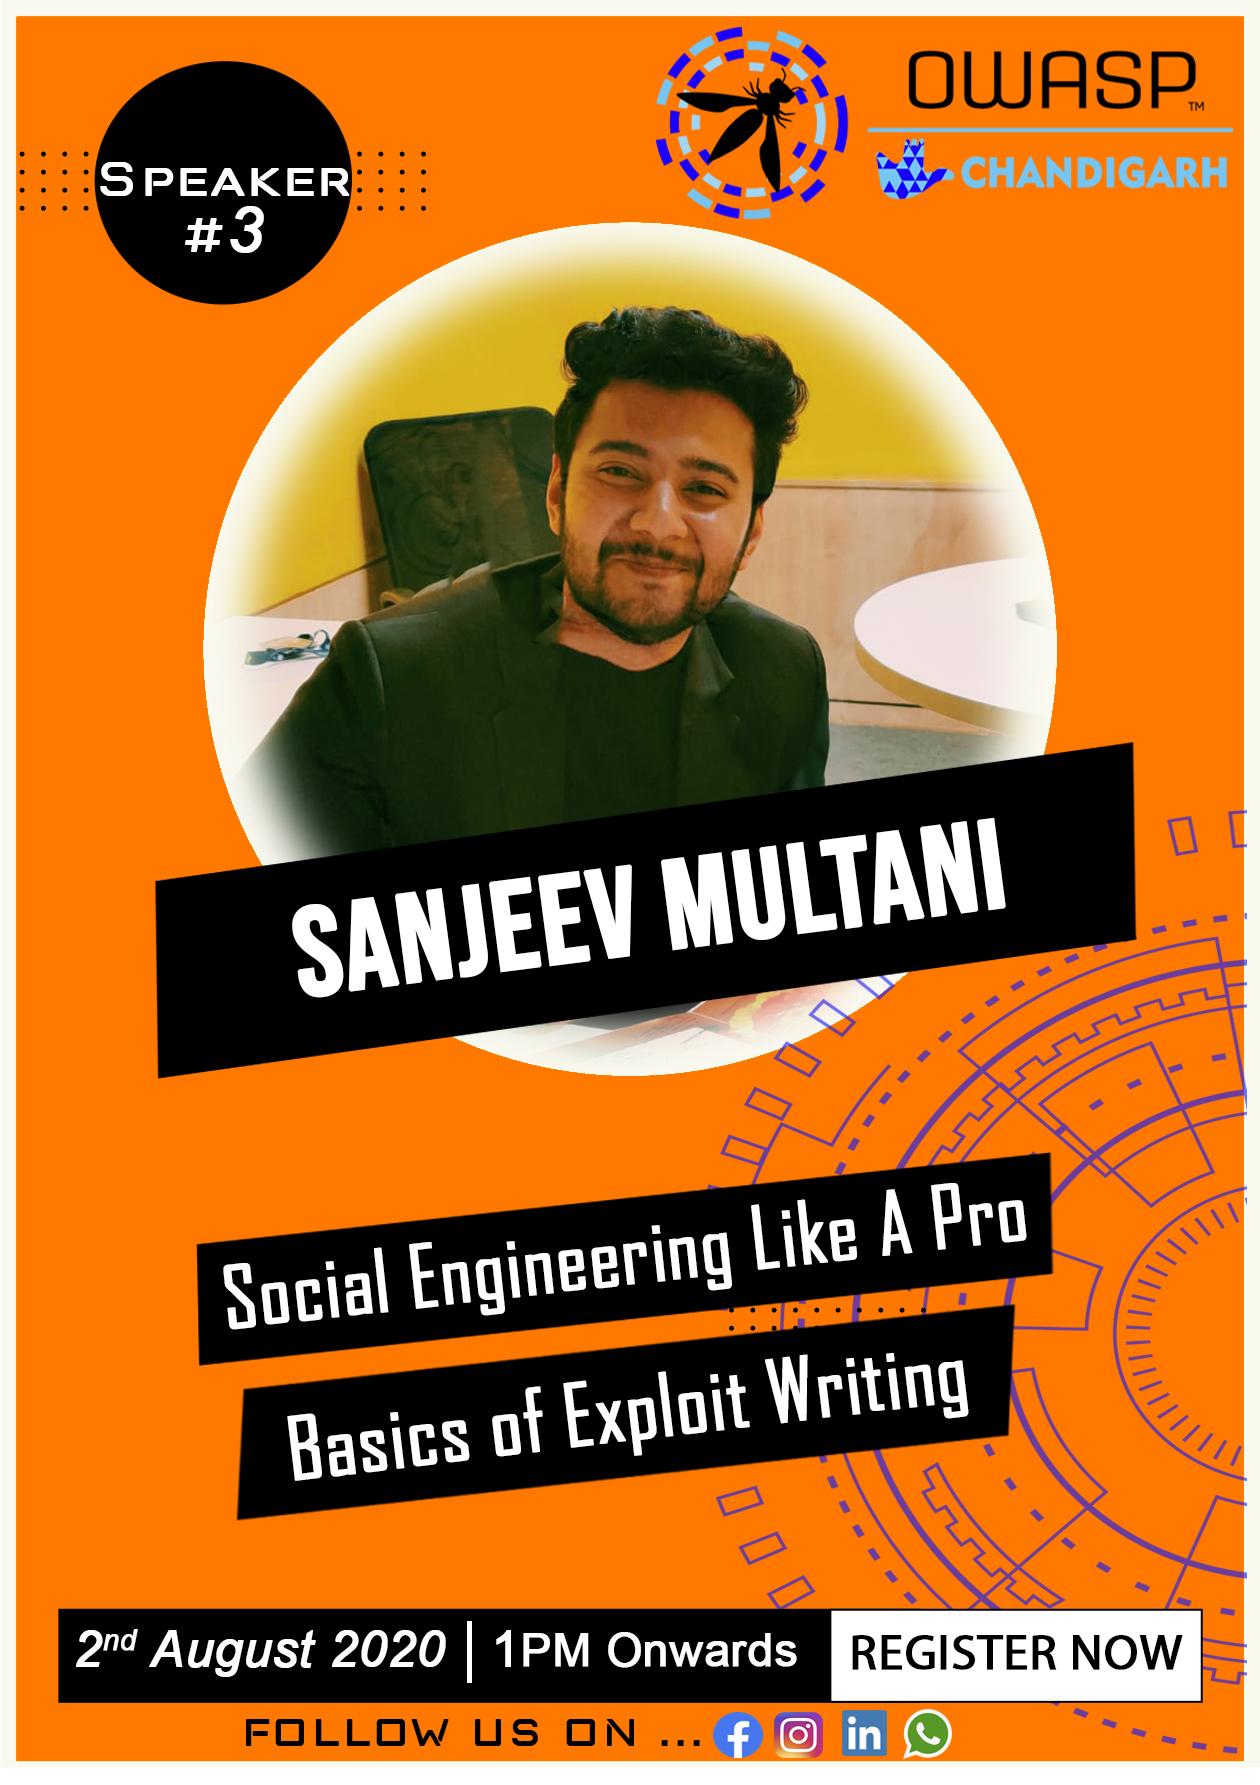 SPEAKER
#3
OWASP™
CHANDIGARH
SANJEEV MULTANI
Social Engineering Like A Pro
Basics of Exploit Writing
2nd August 2020 | 1PM Onwards
REGISTER NOW
FOLLOW US ON ...